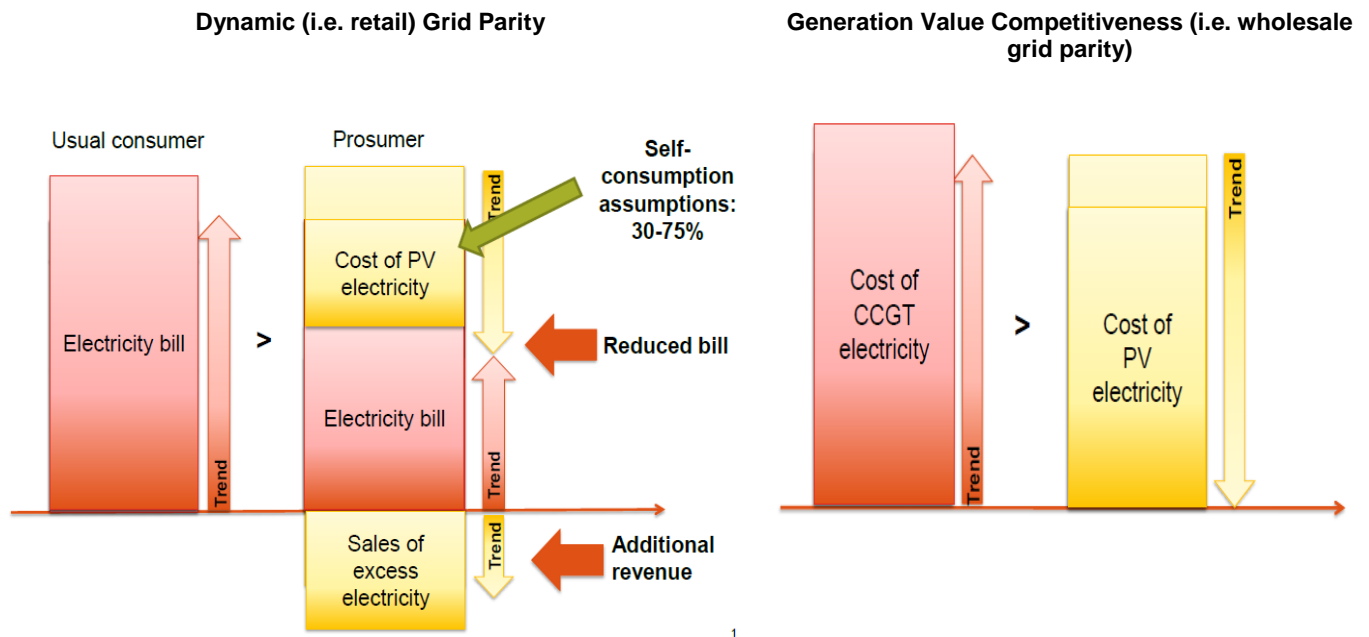 Dynamic (i.e. retail) Grid Parity
Usual consumer
Prosumer
Self-
consumption
assumptions:
30-75%
Trend
Cost of PV
electricity
Electricity bill
>
Reduced bill
Electricity bill
Trend
Trend
Sales of
excess
electricity
Trend
Additional
revenue
Generation Value Competitiveness (i.e. wholesale
grid parity)
Cost of
CCGT
electricity
Trend
>
Cost of
PV
electricity
Trend
1